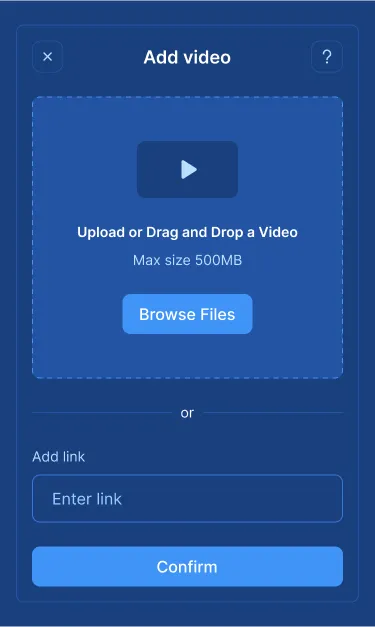 Add video
?
Upload or Drag and Drop a Video
Max size 500MB
Browse Files
or
Add link
Enter link
Confirm